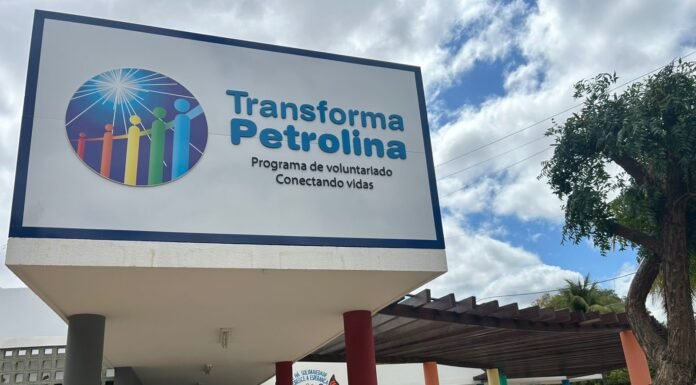 Transforma
Petrolina
Programa de voluntariado
Conectando vidas